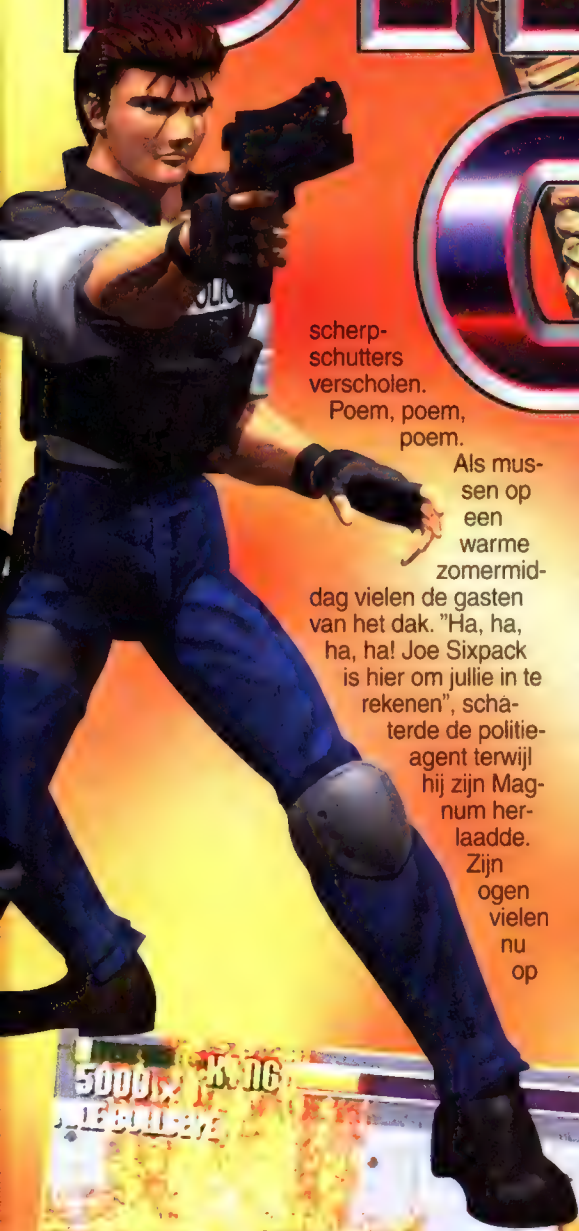 scherp-
schutters
verscholen.
Poem, poem,
poem.
Als mus-
sen op
een
warme
zomermid-
dag vielen de gasten
van het dak. "Ha, ha,
ha, ha! Joe Sixpack
is hier om jullie in te
rekenen", scha-
terde de politie-
agent terwijl
hij zijn Mag-
num her-
laadde.
Zijn
ogen
vielen
nu
op
5000 x